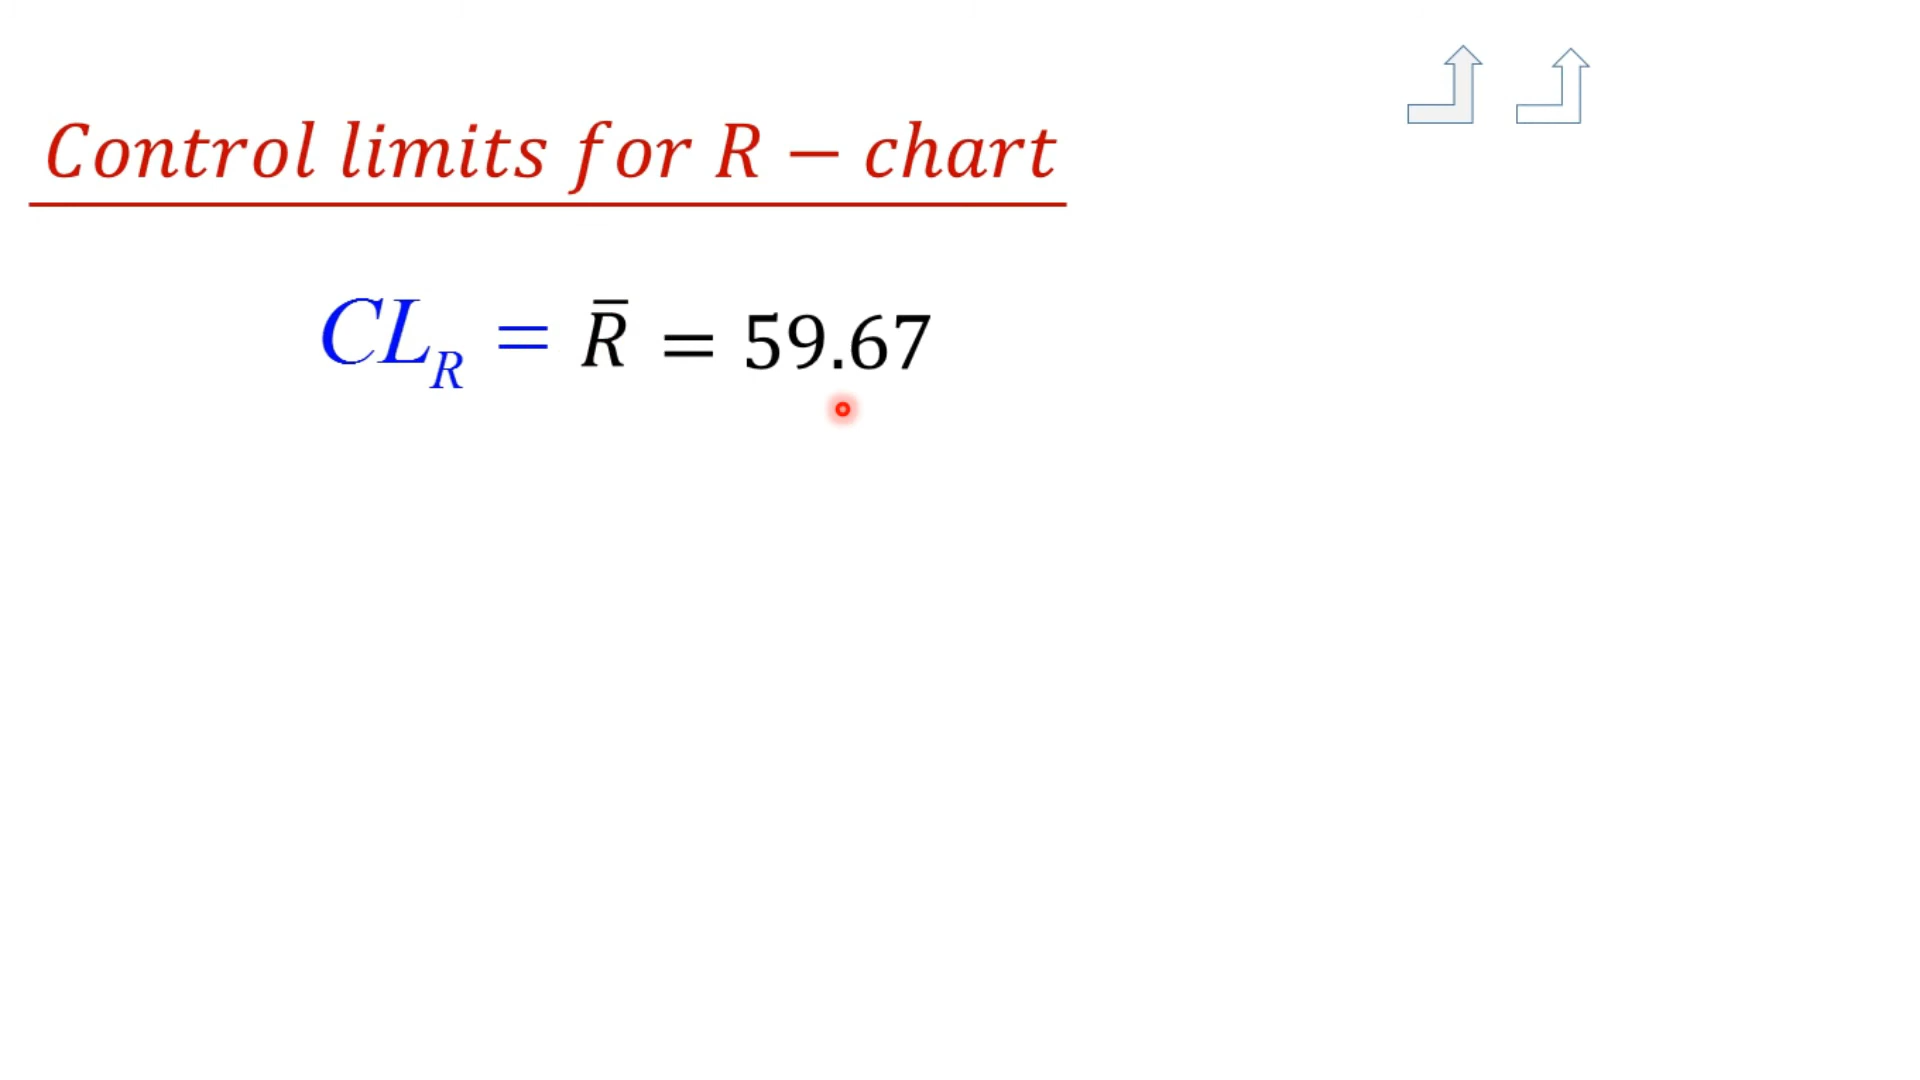 Control limits for R − chart
CL_R = R̄ = 59.67